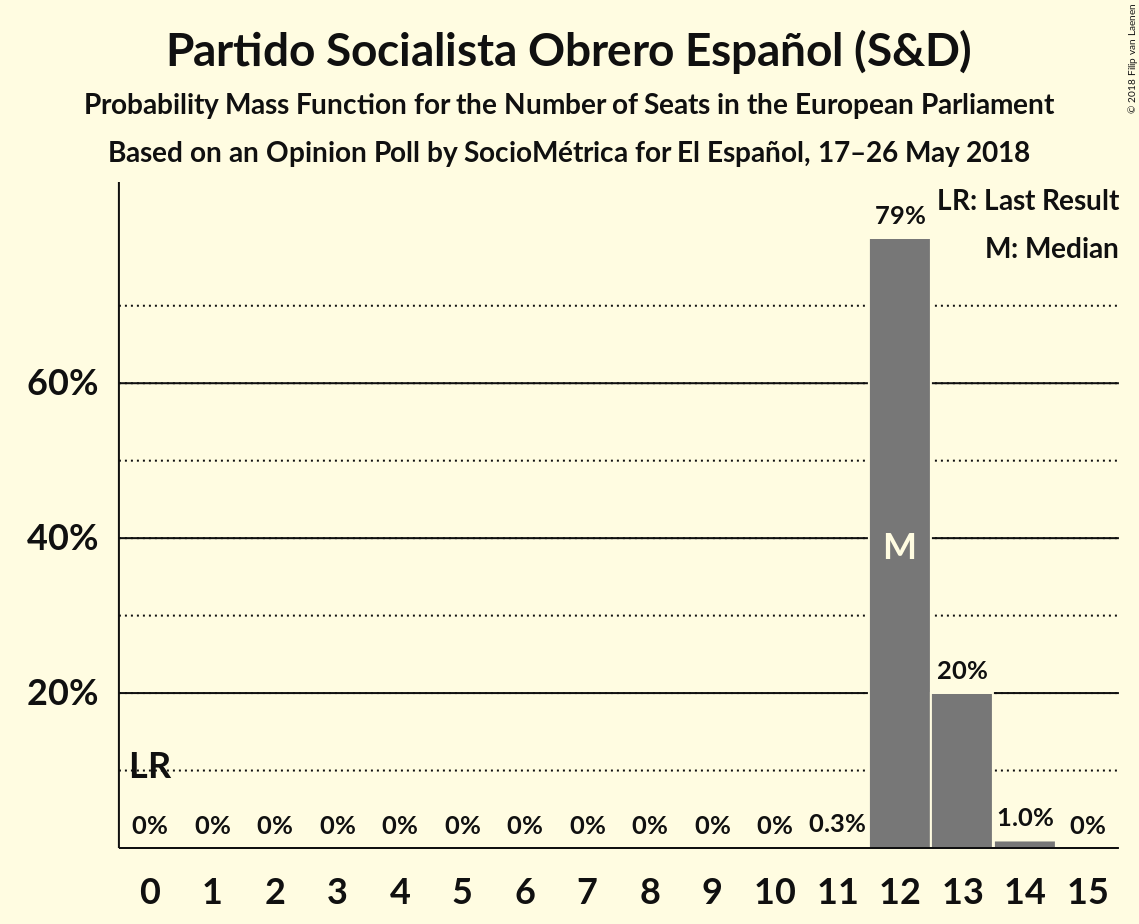 Partido Socialista Obrero Español (S&D)
Probability Mass Function for the Number of Seats in the European Parliament
Based on an Opinion Poll by SocioMétrica for El Español, 17–26 May 2018
© 2018 Filip van Laenen
LR: Last Result
M: Median
79%
60%
40%
M
20%
20%
LR
0% 0% 0% 0% 0% 0% 0% 0% 0% 0% 0% 0.3% 1.0% 0%
0 1 2 3 4 5 6 7 8 9 10 11 12 13 14 15